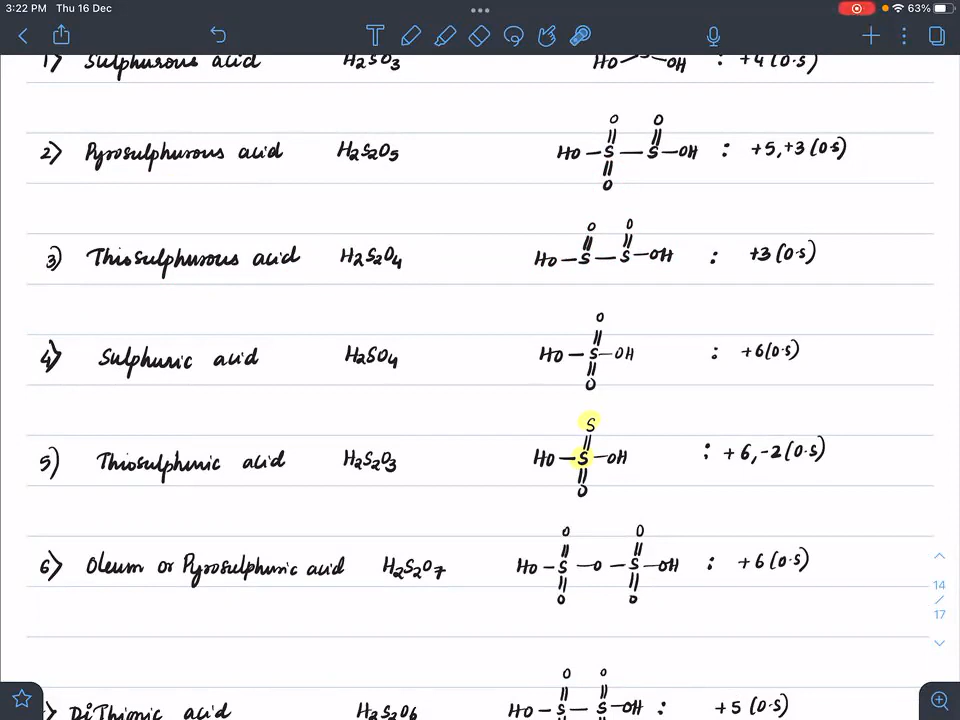 3:22 PM Thu 16 Dec 63%
1) Sulphurous acid H2SO3 HO OH : +4 (0.S)
O O
2) Pyrosulphurous acid H2S2O5 HO-S-S-OH : +5,+3 (0.S)
O
O O
3) Thiosulphurous acid H2S2O4 HO-S-S-OH : +3 (0.S)
O
4) Sulphuric acid H2SO4 HO-S-OH : +6(0.S)
O
S
5) Thiosulphuric acid H2S2O3 HO-S-OH : +6,-2(0.S)
O
O O
6) Oleum or Pyrosulphuric acid H2S2O7 HO-S-O-S-OH : +6(0.S)
O O
14
/
17
O O
DiThionic acid H2S2O6 HO-S-S-OH : +5 (0.S)